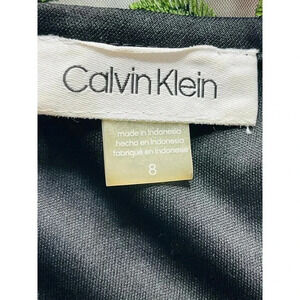 Calvin Klein
made in Indonesia
hecho en Indonesia
fabriqué en Indonésie
8